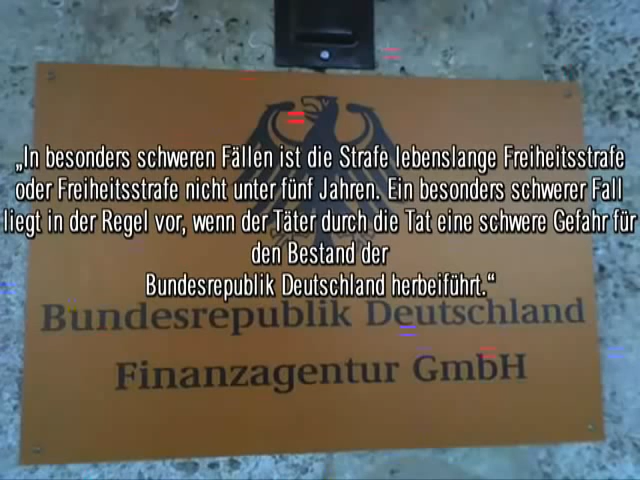 „In besonders schweren Fällen ist die Strafe lebenslange Freiheitsstrafe
oder Freiheitsstrafe nicht unter fünf Jahren. Ein besonders schwerer Fall
liegt in der Regel vor, wenn der Täter durch die Tat eine schwere Gefahr für
den Bestand der
Bundesrepublik Deutschland herbeiführt.“
Bundesrepublik Deutschland
Finanzagentur GmbH